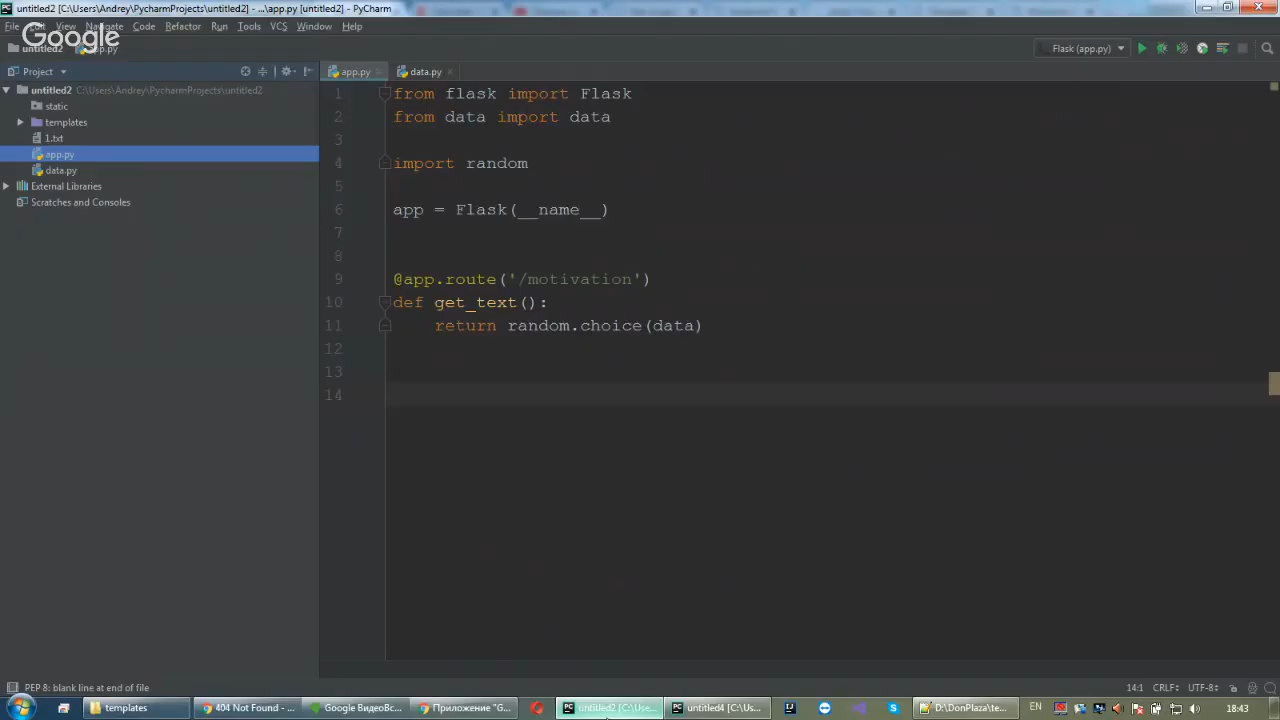 untitled2 [C:\Users\Andrey\PycharmProjects\untitled2] - ...\app.py [untitled2] - PyCharm
File Edit View Navigate Code Refactor Run Tools VCS Window Help
Google
untitled2 app.py
Flask (app.py)
Project
app.py
data.py
untitled2 C:\Users\Andrey\PycharmProjects\untitled2
static
templates
1.txt
app.py
data.py
External Libraries
Scratches and Consoles
1 from flask import Flask
2 from data import data
3
4 import random
5
6 app = Flask(__name__)
7
8
9 @app.route('/motivation')
10 def get_text():
11 return random.choice(data)
12
13
14
PEP 8: blank line at end of file
14:1 CRLF÷ UTF-8÷
templates
404 Not Found - ...
Google ВидеоВс...
Приложение "G...
untitled2 [C:\Use...
untitled4 [C:\Us...
D:\DonPlaza\te...
EN
18:43